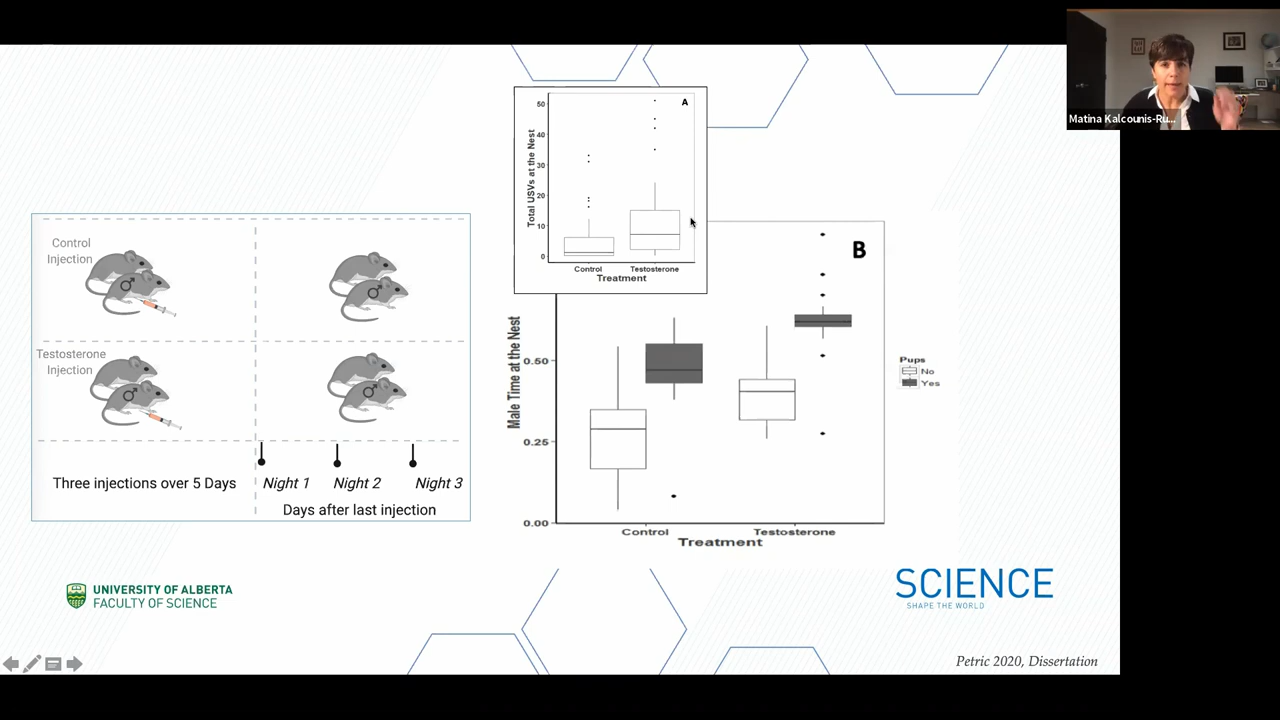 Matina Kalcounis-Ru...
Control
Injection
Testosterone
Injection
Three injections over 5 Days
Night 1
Night 2
Night 3
Days after last injection
A
Total USVs at the Nest
50
40
30
20
10
0
Control
Testosterone
Treatment
B
Male Time at the Nest
0.50
0.25
0.00
Control
Testosterone
Treatment
Pups
No
Yes
UNIVERSITY OF ALBERTA
FACULTY OF SCIENCE
SCIENCE
SHAPE THE WORLD
Petric 2020, Dissertation